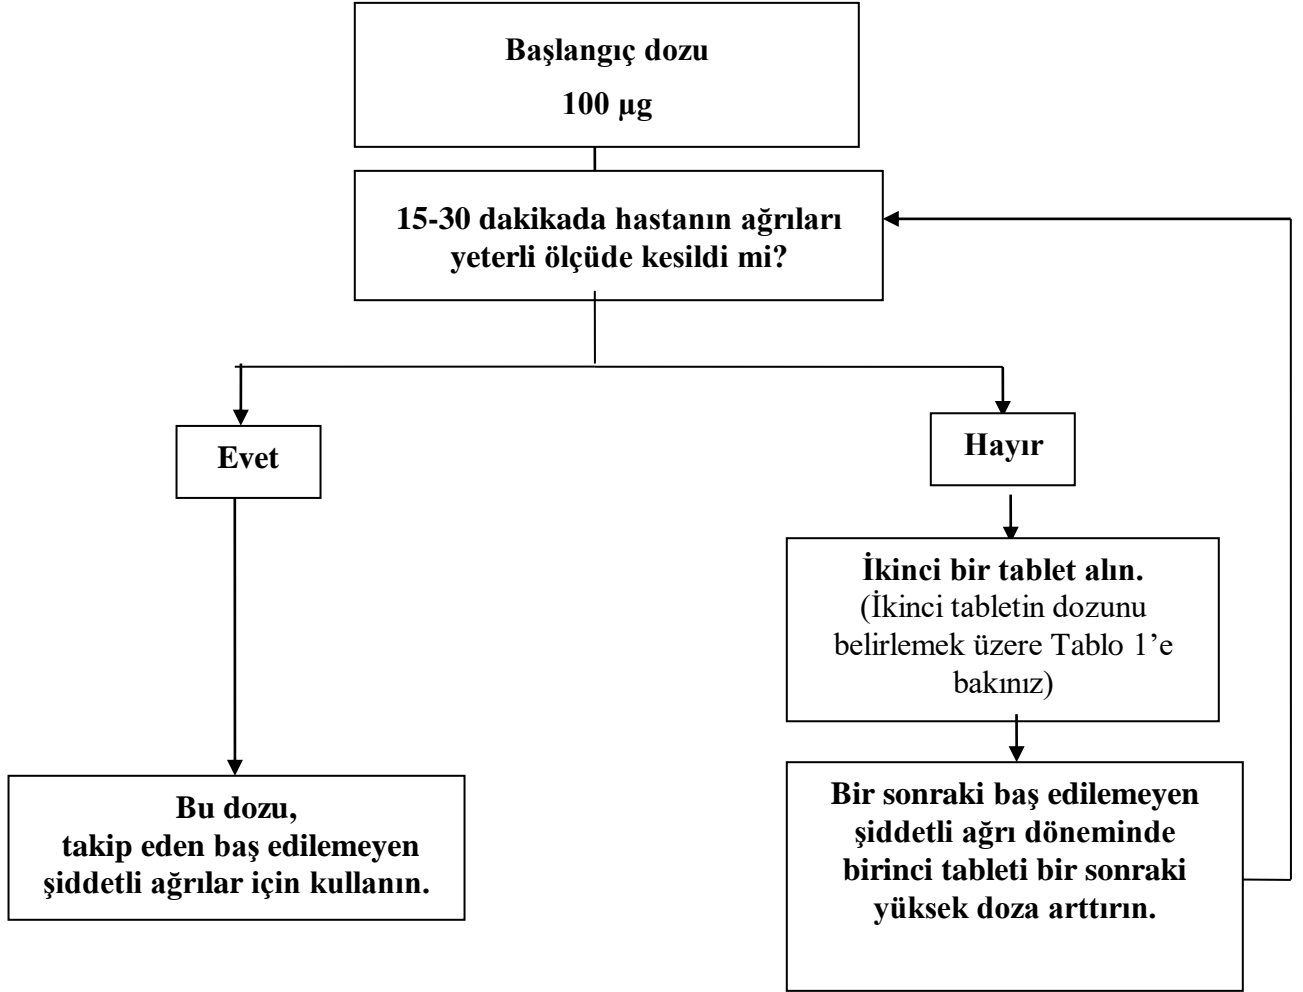 Başlangıç dozu
100 µg
15-30 dakikada hastanın ağrıları
yeterli ölçüde kesildi mi?
Evet
Hayır
İkinci bir tablet alın.
(İkinci tabletin dozunu
belirlemek üzere Tablo 1’e
bakınız)
Bu dozu,
takip eden baş edilemeyen
şiddetli ağrılar için kullanın.
Bir sonraki baş edilemeyen
şiddetli ağrı döneminde
birinci tableti bir sonraki
yüksek doza arttırın.